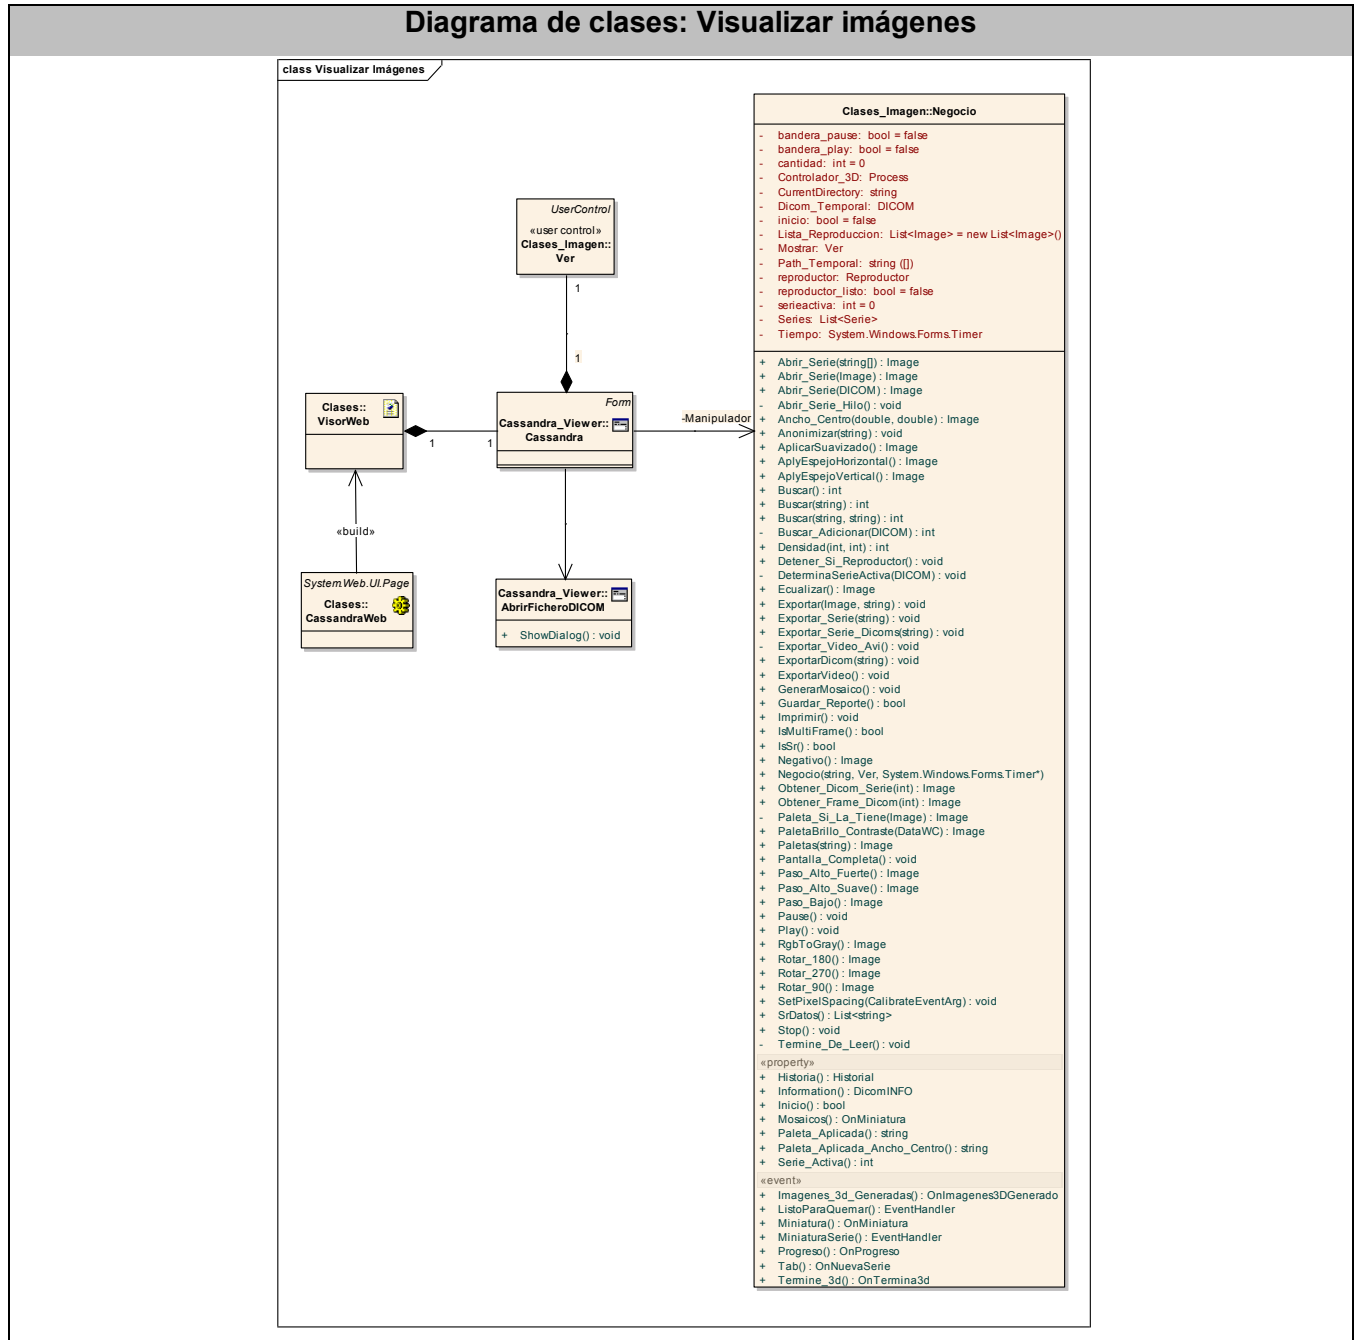 Diagrama de clases: Visualizar imágenes
class Visualizar Imágenes
Clases_Imagen::Negocio
- bandera_pause: bool = false
- bandera_play: bool = false
- cantidad: int = 0
- Controlador_3D: Process
- CurrentDirectory: string
- Dicom_Temporal: DICOM
- inicio: bool = false
- Lista_Reproduccion: List<Image> = new List<Image>()
- Mostrar: Ver
- Path_Temporal: string ([])
- reproductor: Reproductor
- reproductor_listo: bool = false
- serieactiva: int = 0
- Series: List<Serie>
- Tiempo: System.Windows.Forms.Timer
+ Abrir_Serie(string[]) : Image
+ Abrir_Serie(Image) : Image
+ Abrir_Serie(DICOM) : Image
- Abrir_Serie_Hilo() : void
+ Ancho_Centro(double, double) : Image
+ Anonimizar(string) : void
+ AplicarSuavizado() : Image
+ AplyEspejoHorizontal() : Image
+ AplyEspejoVertical() : Image
+ Buscar() : int
+ Buscar(string) : int
+ Buscar(string, string) : int
- Buscar_Adicionar(DICOM) : int
+ Densidad(int, int) : int
+ Detener_Si_Reproductor() : void
- DeterminaSerieActiva(DICOM) : void
+ Ecualizar() : Image
+ Exportar(Image, string) : void
+ Exportar_Serie(string) : void
+ Exportar_Serie_Dicoms(string) : void
- Exportar_Video_Avi() : void
+ ExportarDicom(string) : void
+ ExportarVideo() : void
+ GenerarMosaico() : void
+ Guardar_Reporte() : bool
+ Imprimir() : void
+ IsMultiFrame() : bool
+ IsSr() : bool
+ Negativo() : Image
+ Negocio(string, Ver, System.Windows.Forms.Timer*)
+ Obtener_Dicom_Serie(int) : Image
+ Obtener_Frame_Dicom(int) : Image
- Paleta_Si_La_Tiene(Image) : Image
+ PaletaBrillo_Contraste(DataWC) : Image
+ Paletas(string) : Image
+ Pantalla_Completa() : void
+ Paso_Alto_Fuerte() : Image
+ Paso_Alto_Suave() : Image
+ Paso_Bajo() : Image
+ Pause() : void
+ Play() : void
+ RgbToGray() : Image
+ Rotar_180() : Image
+ Rotar_270() : Image
+ Rotar_90() : Image
+ SetPixelSpacing(CalibrateEventArg) : void
+ SrDatos() : List<string>
+ Stop() : void
- Termine_De_Leer() : void
«property»
+ Historia() : Historial
+ Information() : DicomINFO
+ Inicio() : bool
+ Mosaicos() : OnMiniatura
+ Paleta_Aplicada() : string
+ Paleta_Aplicada_Ancho_Centro() : string
+ Serie_Activa() : int
«event»
+ Imagenes_3d_Generadas() : OnImagenes3DGenerado
+ ListoParaQuemar() : EventHandler
+ Miniatura() : OnMiniatura
+ MiniaturaSerie() : EventHandler
+ Progreso() : OnProgreso
+ Tab() : OnNuevaSerie
+ Termine_3d() : OnTermina3d
UserControl
«user control»
Clases_Imagen::
Ver
1
1
Form
Cassandra_Viewer::
Cassandra
-Manipulador
Clases::
VisorWeb
1
1
«build»
System.Web.UI.Page
Clases::
CassandraWeb
Cassandra_Viewer::
AbrirFicheroDICOM
+ ShowDialog() : void